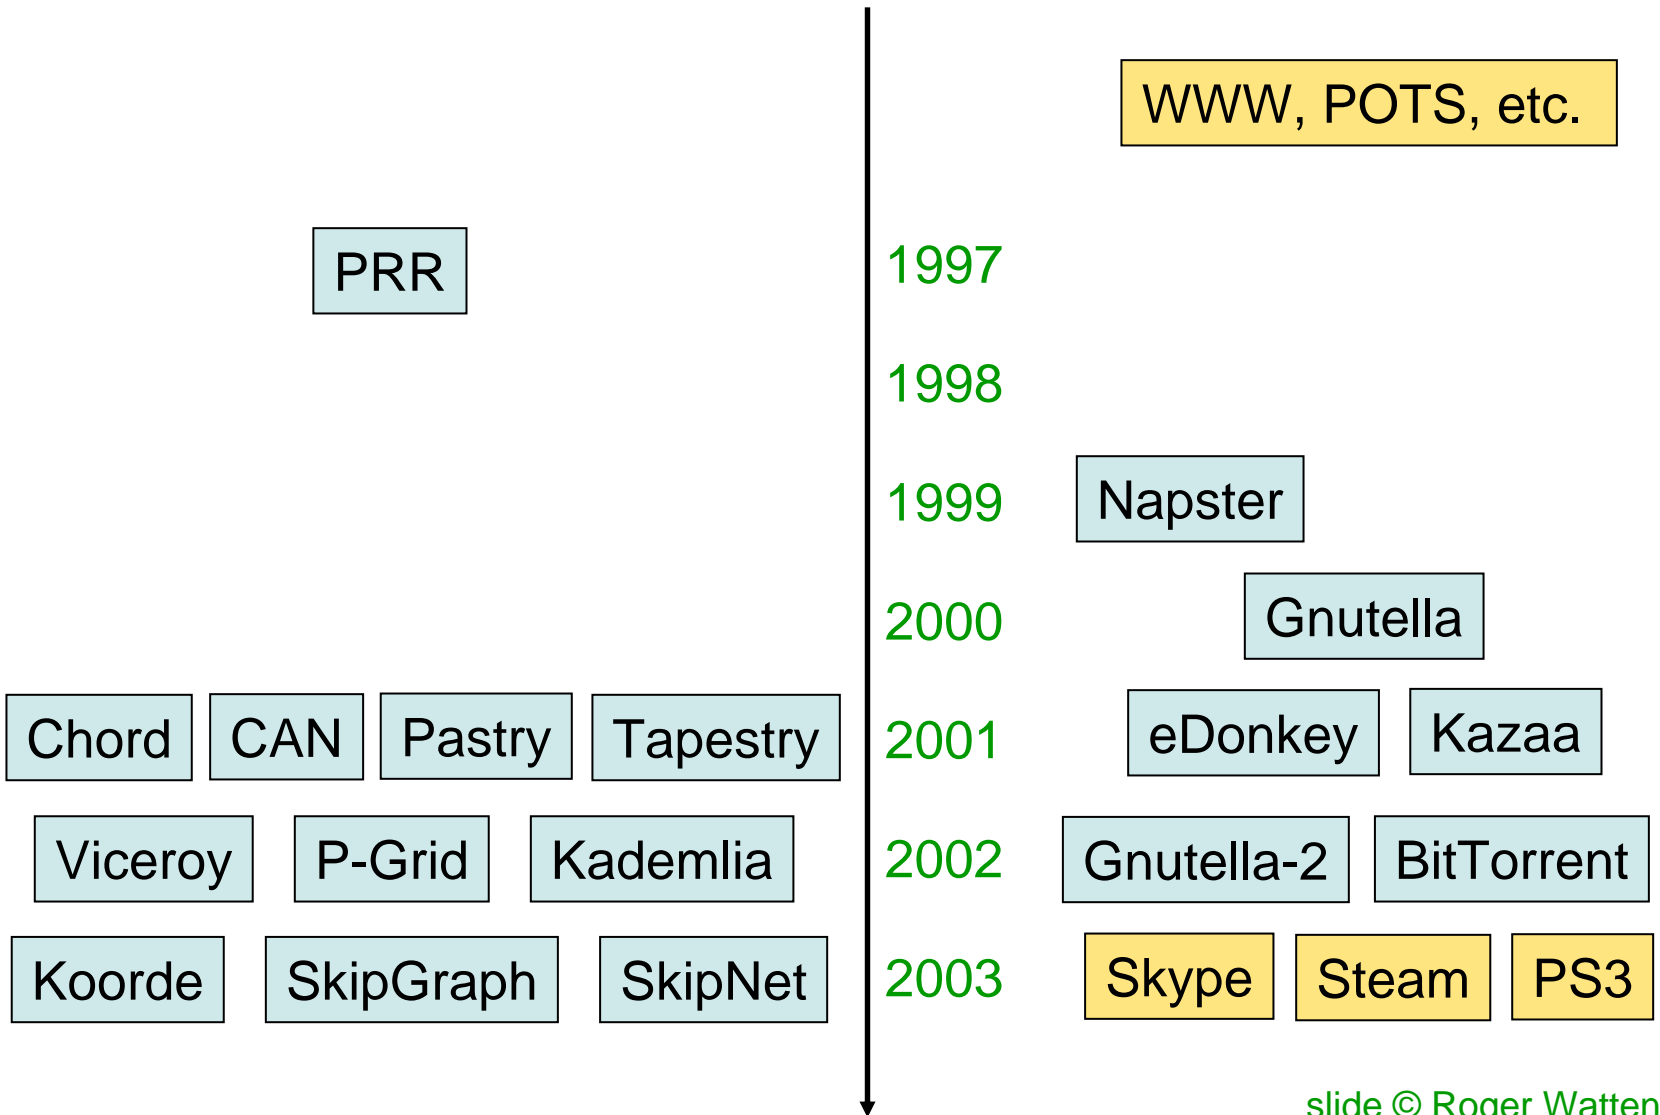 WWW, POTS, etc.
PRR
1997
1998
1999
Napster
2000
Gnutella
Chord CAN Pastry Tapestry 2001 eDonkey Kazaa
Viceroy P-Grid Kademlia 2002 Gnutella-2 BitTorrent
Koorde SkipGraph SkipNet 2003 Skype Steam PS3
slide © Roger Watten